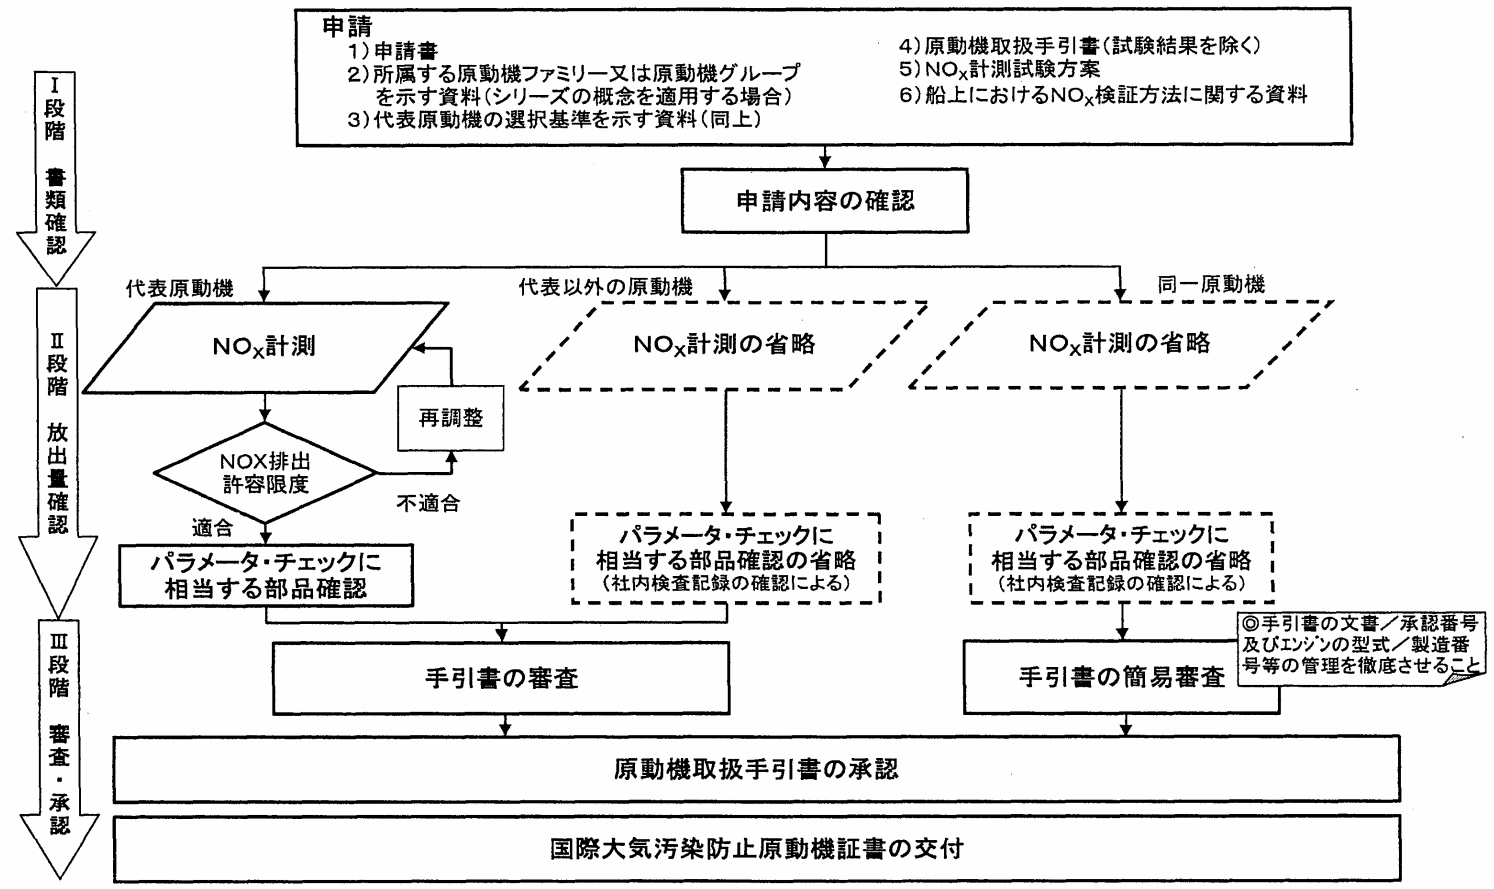 申請
1)申請書
2)所属する原動機ファミリー又は原動機グループ
を示す資料(シリーズの概念を適用する場合)
3)代表原動機の選択基準を示す資料(同上)
4)原動機取扱手引書(試験結果を除く)
5)NOX計測試験方案
6)船上におけるNOX検証方法に関する資料
Ⅰ段階 書類確認
申請内容の確認
代表原動機
代表以外の原動機
同一原動機
Ⅱ段階 放出量確認
NOX計測
NOX計測の省略
NOX計測の省略
再調整
NOX排出
許容限度
不適合
適合
パラメータ・チェックに
相当する部品確認
パラメータ・チェックに
相当する部品確認の省略
(社内検査記録の確認による)
パラメータ・チェックに
相当する部品確認の省略
(社内検査記録の確認による)
Ⅲ段階 審査・承認
手引書の審査
手引書の簡易審査
◎手引書の文書／承認番号
及びエンジンの型式／製造番
号等の管理を徹底させること
原動機取扱手引書の承認
国際大気汚染防止原動機証書の交付